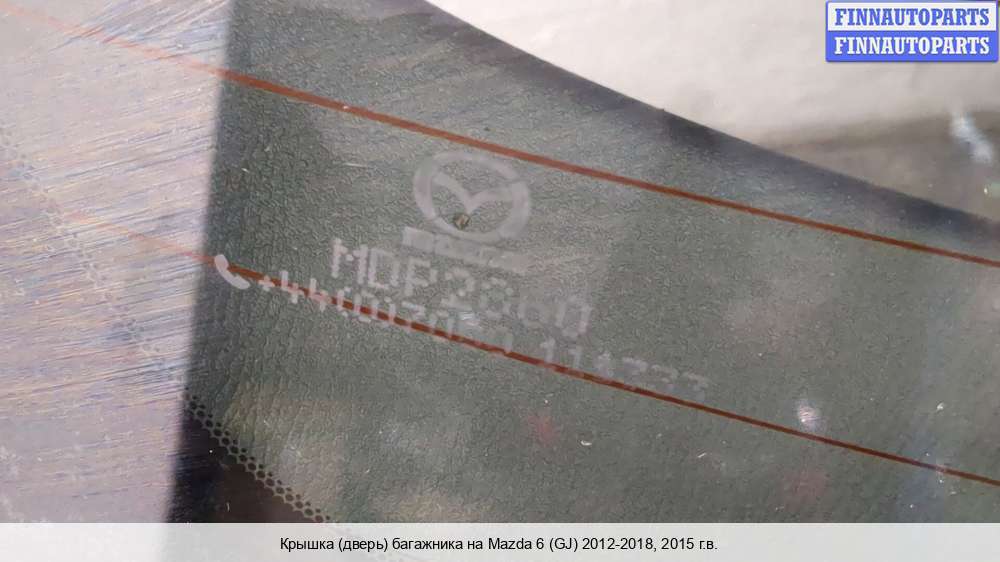 FINNAUTOPARTS
FINNAUTOPARTS
MDP2860
Крышка (дверь) багажника на Mazda 6 (GJ) 2012-2018, 2015 г.в.